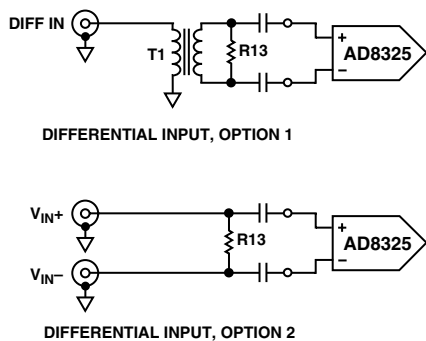 DIFF IN
T1
R13
+
–
AD8325
DIFFERENTIAL INPUT, OPTION 1
VIN+
R13
+
–
AD8325
VIN–
DIFFERENTIAL INPUT, OPTION 2